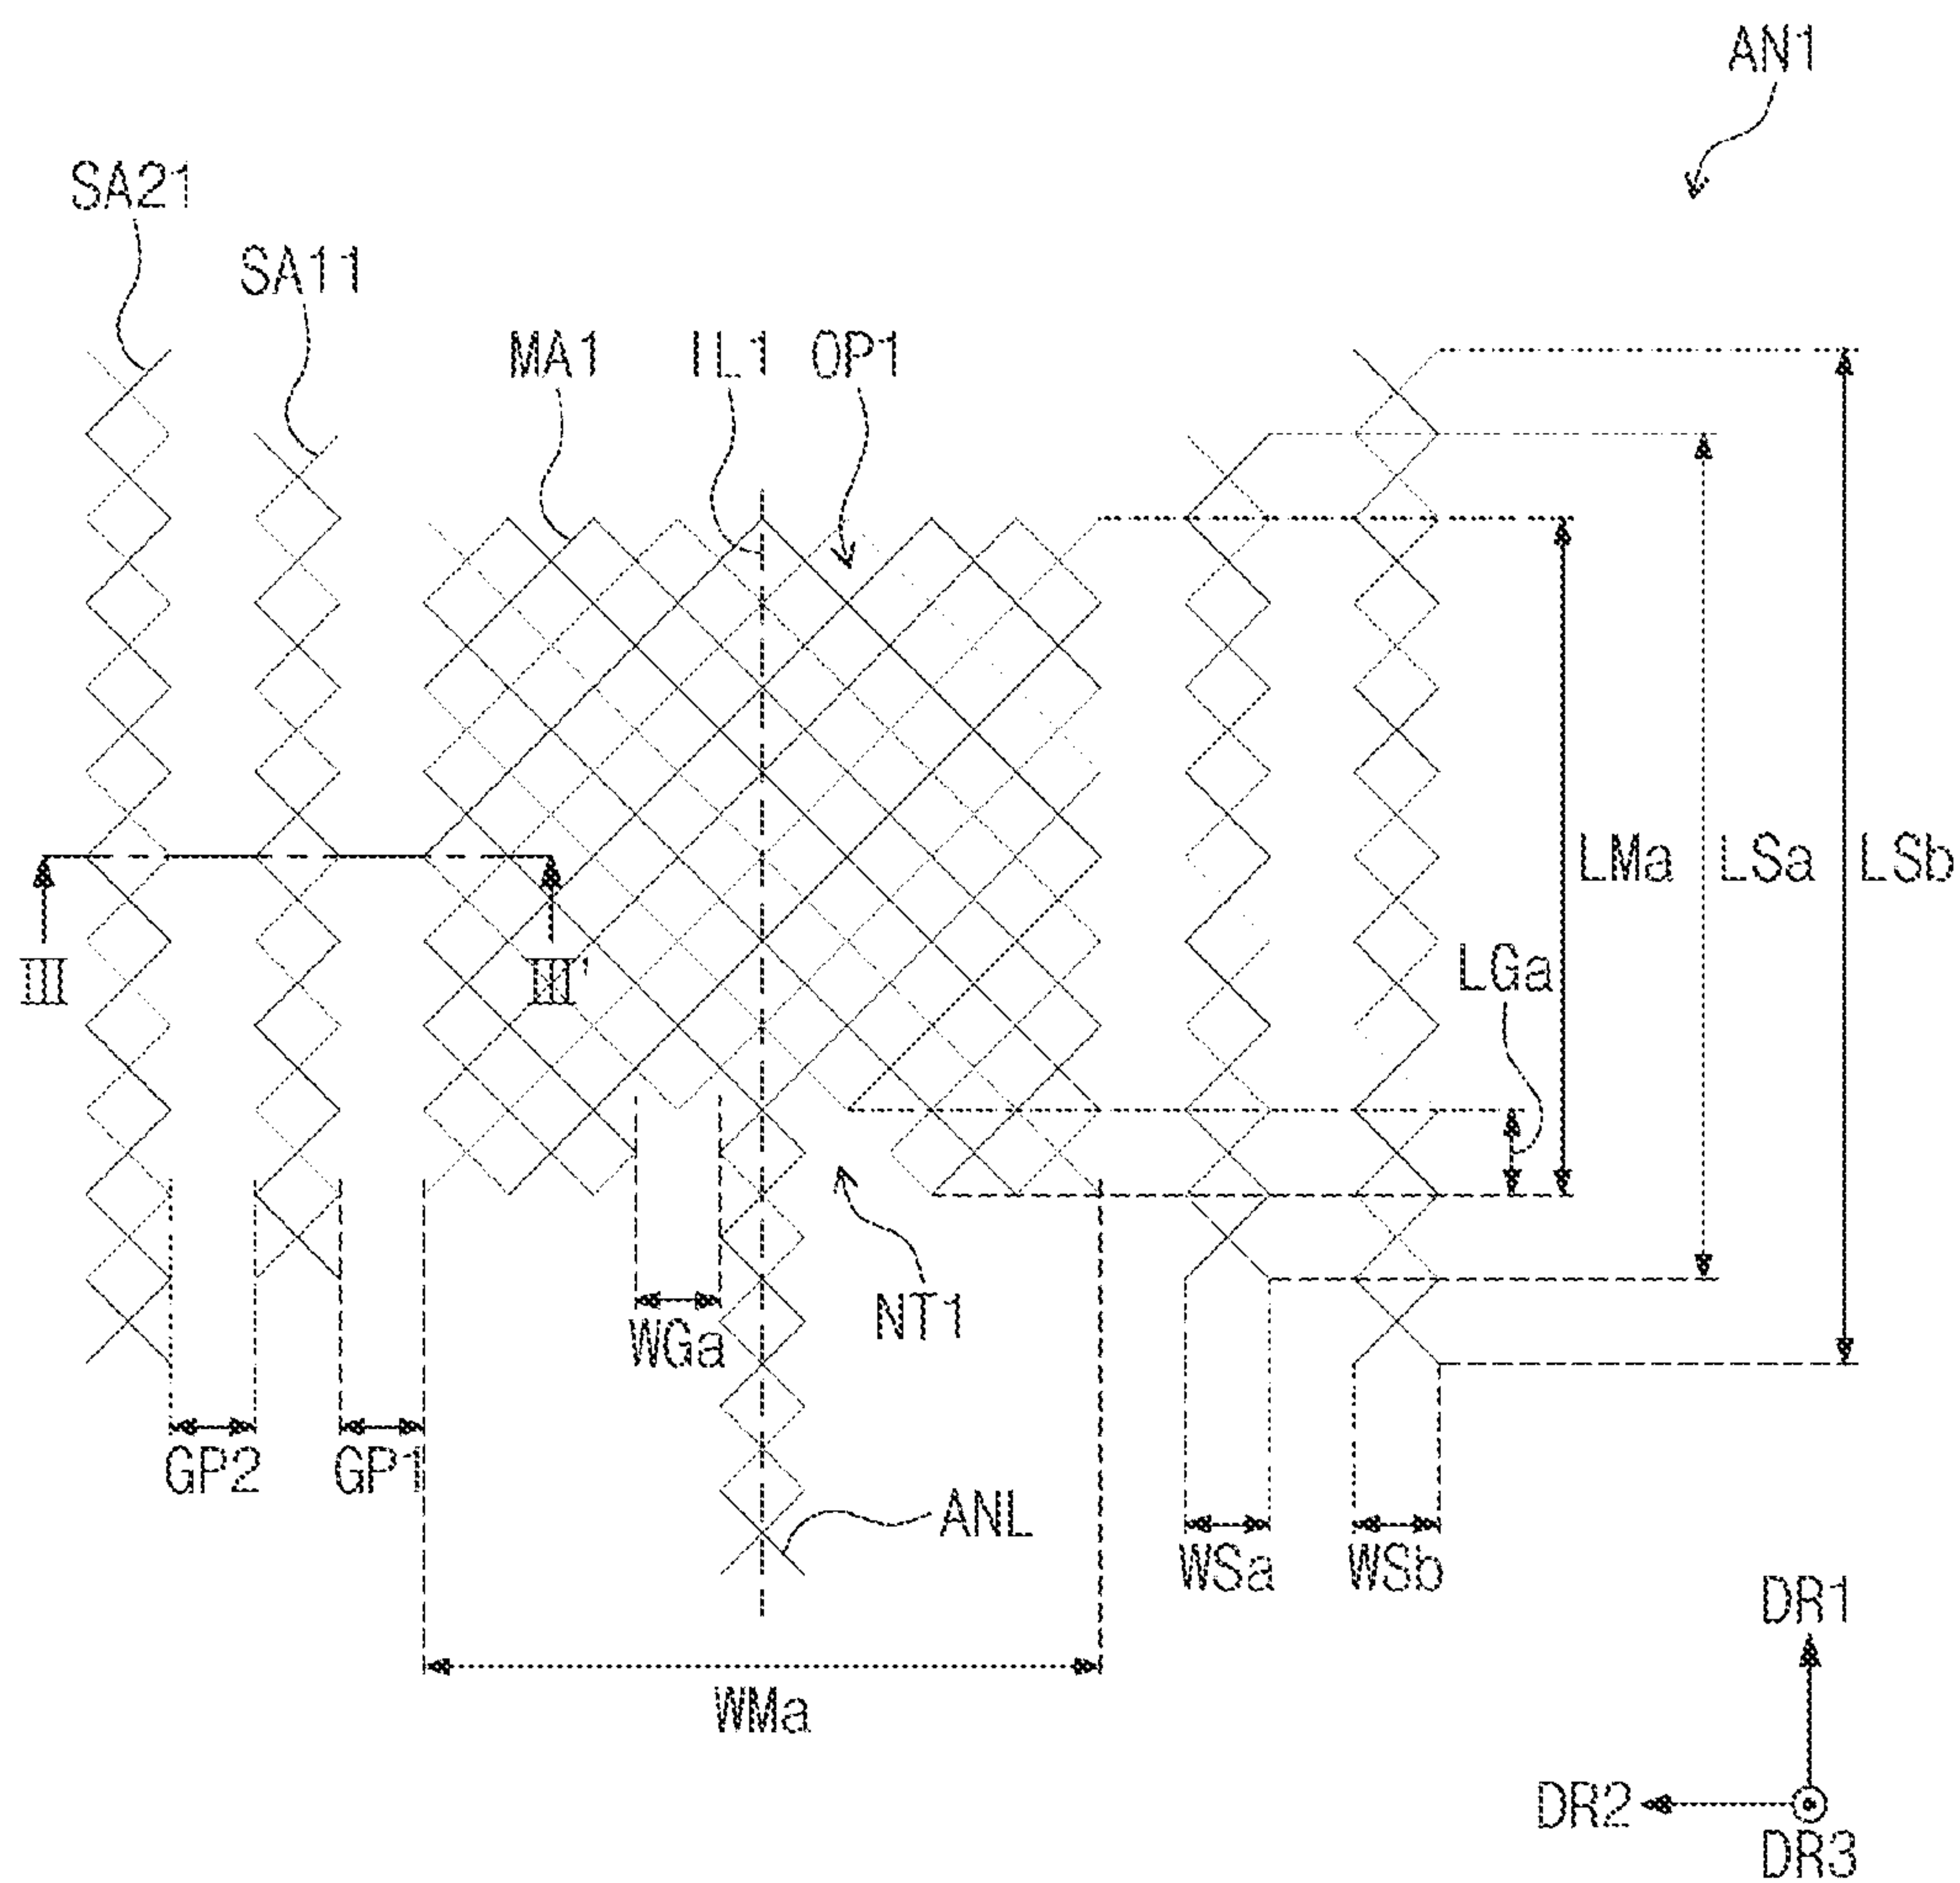 AN1
SA21
SA11
MA1
IL1
OP1
LMa
LSa
LSb
LGa
III
III'
WGa
NT1
GP2
GP1
ANL
WSa
WSb
WMa
DR1
DR2
DR3